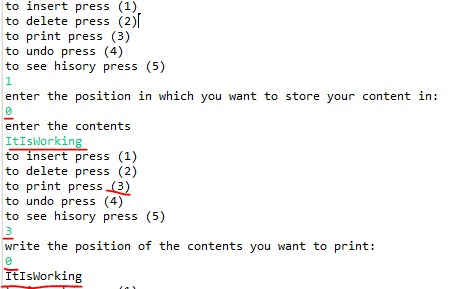 to insert press (1)
to delete press (2)
to print press (3)
to undo press (4)
to see hisory press (5)
1
enter the position in which you want to store your content in:
0
enter the contents
ItIsWorking
to insert press (1)
to delete press (2)
to print press (3)
to undo press (4)
to see hisory press (5)
3
write the position of the contents you want to print:
0
ItIsWorking